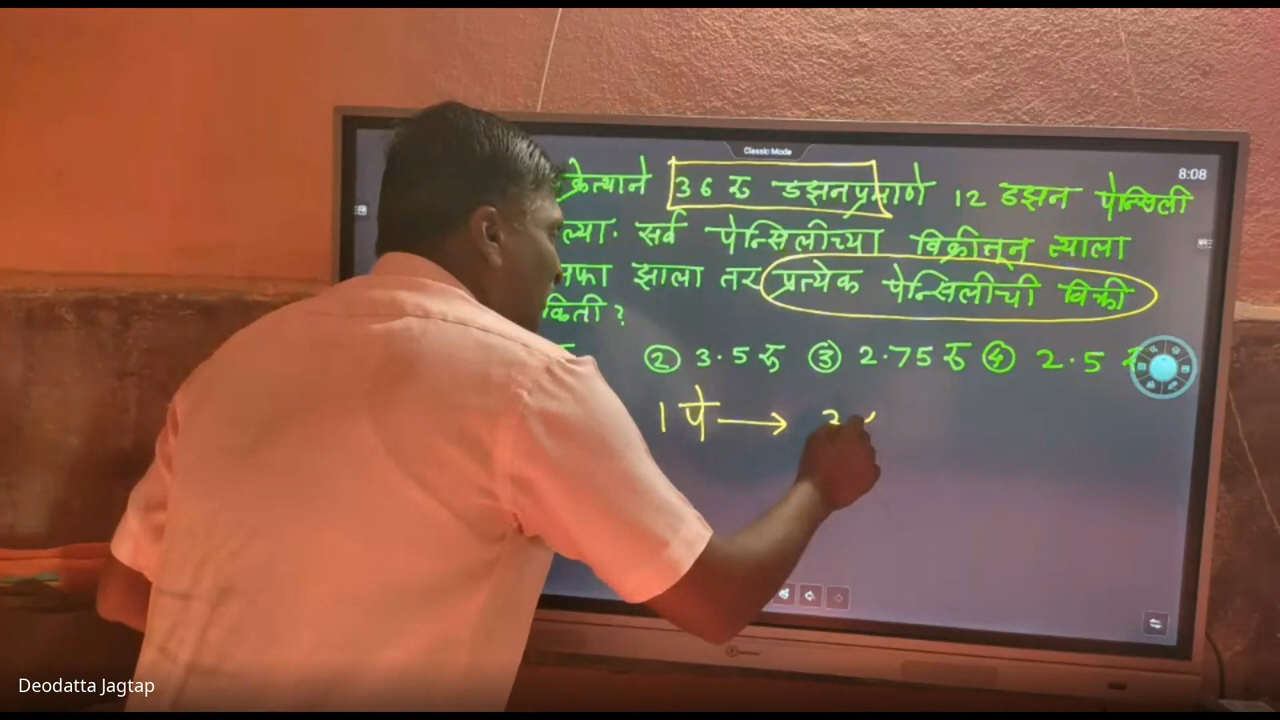 Classic Mode
8:08
क्रेत्याने 36 रु डझनप्रमाणे 12 डझन पेन्सिली
ल्या. सर्व पेन्सिलीच्या विक्रीतून त्याला
नफा झाला तर प्रत्येक पेन्सिलीची विक्री
किती?
② 3.5 रु ③ 2.75 रु ④ 2.5 रु
1 पे → 3
Deodatta Jagtap